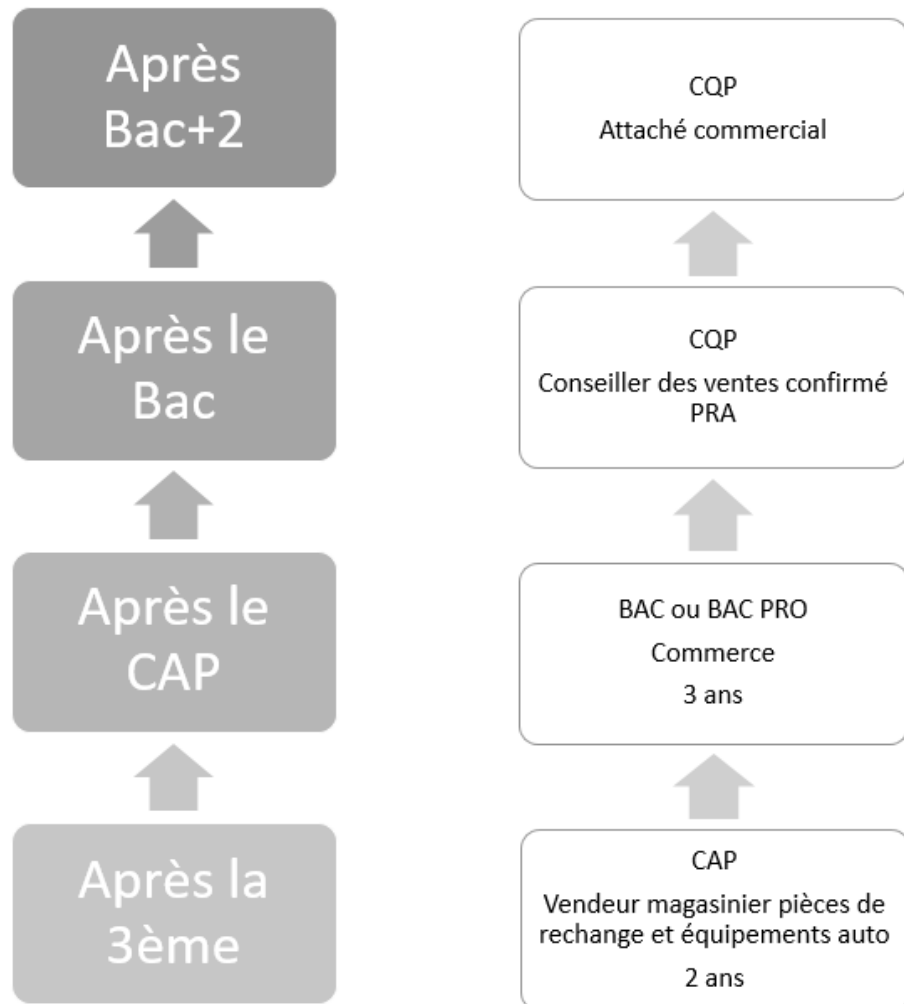 Après
Bac+2
CQP
Attaché commercial
Après le
Bac
CQP
Conseiller des ventes confirmé
PRA
Après le
CAP
BAC ou BAC PRO
Commerce
3 ans
Après la
3ème
CAP
Vendeur magasinier pièces de
rechange et équipements auto
2 ans